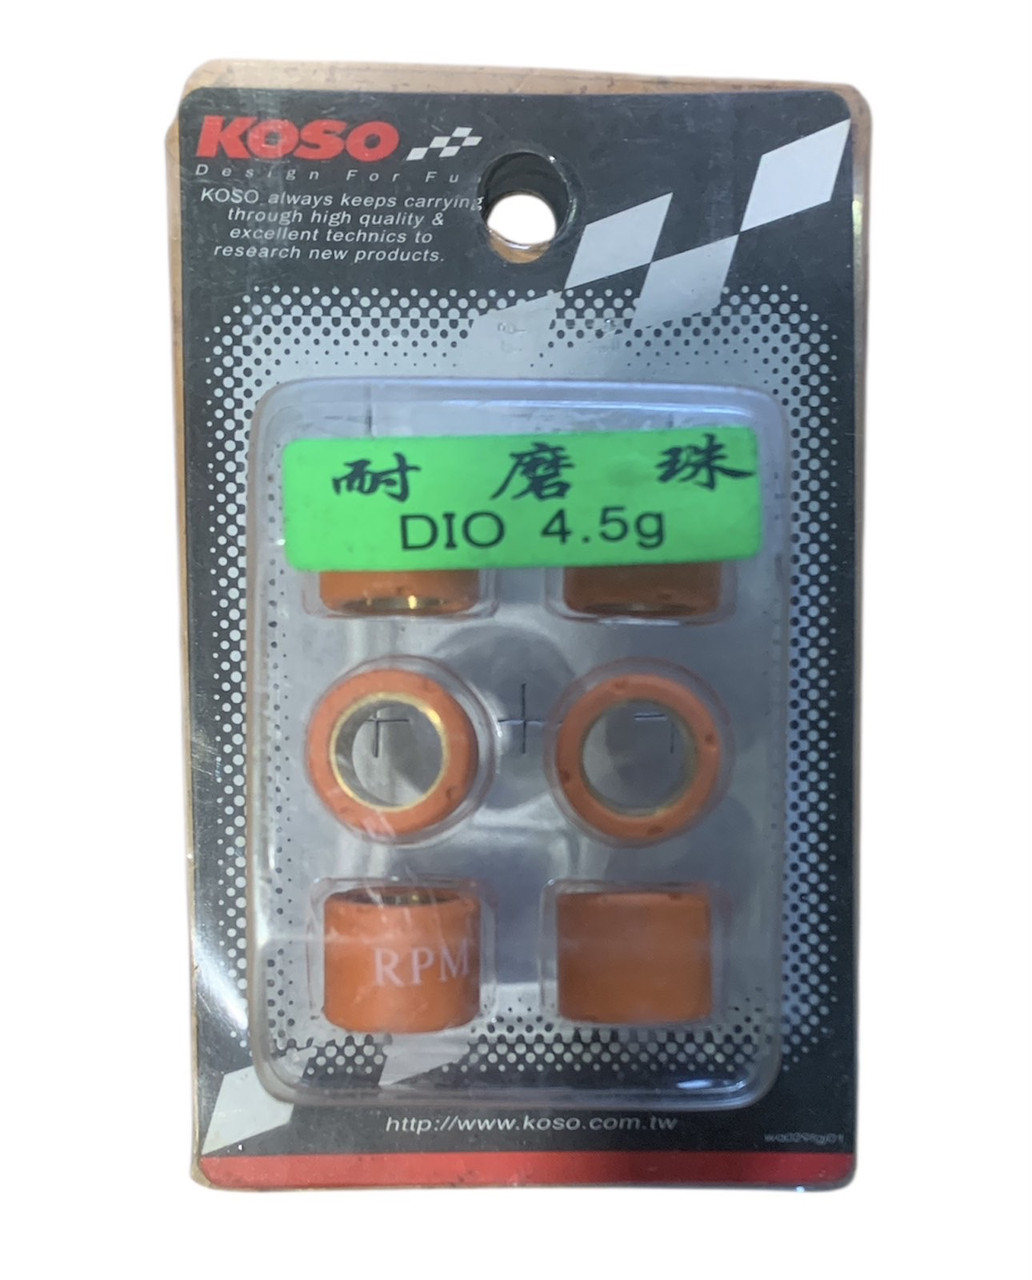 KOSO
Design For Fu
KOSO always keeps carrying
through high quality &
excellent technics to
research new products.
耐磨珠
DIO 4.5g
RPM
http://www.koso.com.tw